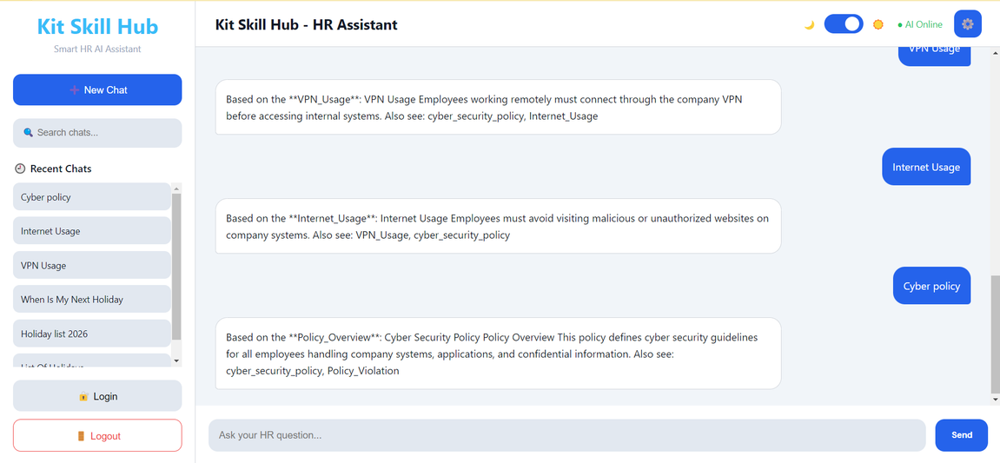 Kit Skill Hub
Smart HR AI Assistant
New Chat
Search chats...
Recent Chats
Cyber policy
Internet Usage
VPN Usage
When Is My Next Holiday
Holiday list 2026
List Of Holidays
Login
Logout
Kit Skill Hub - HR Assistant
AI Online
VPN Usage
Based on the **VPN_Usage**: VPN Usage Employees working remotely must connect through the company VPN
before accessing internal systems. Also see: cyber_security_policy, Internet_Usage
Internet Usage
Based on the **Internet_Usage**: Internet Usage Employees must avoid visiting malicious or unauthorized websites on
company systems. Also see: VPN_Usage, cyber_security_policy
Cyber policy
Based on the **Policy_Overview**: Cyber Security Policy Policy Overview This policy defines cyber security guidelines
for all employees handling company systems, applications, and confidential information. Also see:
cyber_security_policy, Policy_Violation
Ask your HR question...
Send